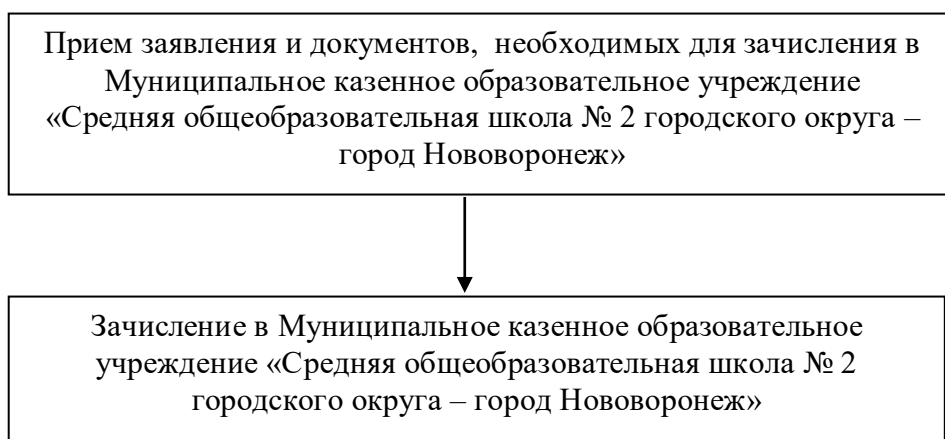 Прием заявления и документов,  необходимых для зачисления в
Муниципальное казенное образовательное учреждение
«Средняя общеобразовательная школа № 2 городского округа –
город Нововоронеж»
Зачисление в Муниципальное казенное образовательное
учреждение «Средняя общеобразовательная школа № 2
городского округа – город Нововоронеж»